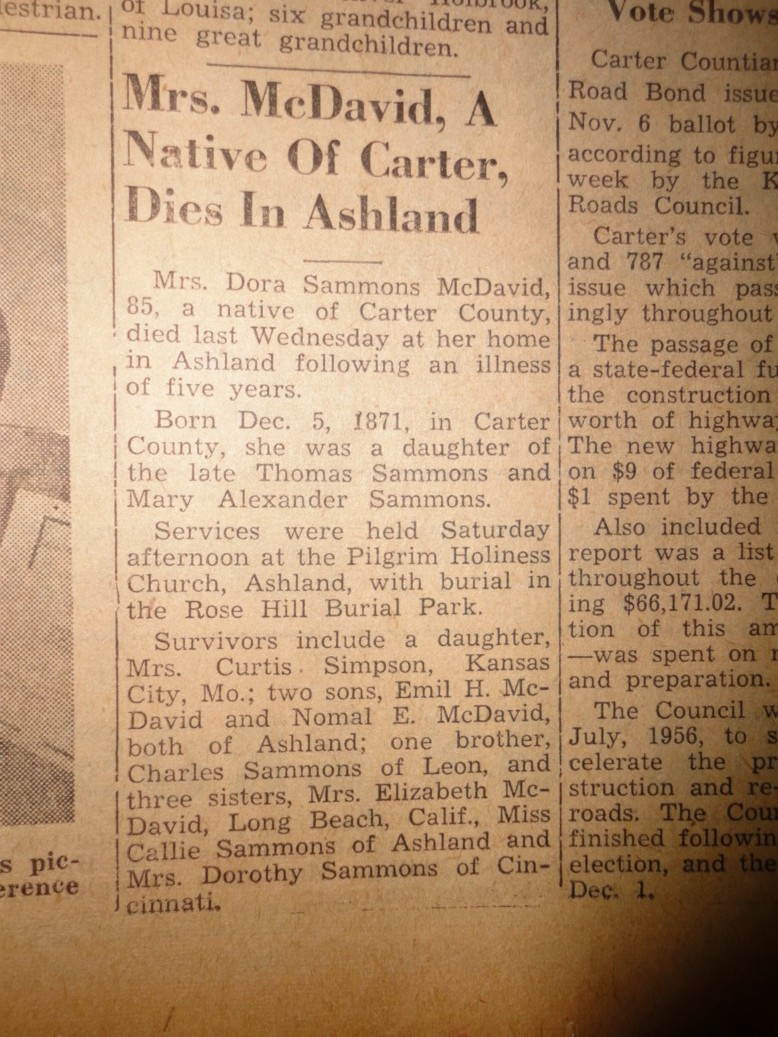 destrian.
of Louisa; six grandchildren and
nine great grandchildren.
Mrs. McDavid, A
Native Of Carter,
Dies In Ashland
Mrs. Dora Sammons McDavid,
85, a native of Carter County,
died last Wednesday at her home
in Ashland following an illness
of five years.
Born Dec. 5, 1871, in Carter
County, she was a daughter of
the late Thomas Sammons and
Mary Alexander Sammons.
Services were held Saturday
afternoon at the Pilgrim Holiness
Church, Ashland, with burial in
the Rose Hill Burial Park.
Survivors include a daughter,
Mrs. Curtis Simpson, Kansas
City, Mo.; two sons, Emil H. Mc-
David and Nomal E. McDavid,
both of Ashland; one brother,
Charles Sammons of Leon, and
three sisters, Mrs. Elizabeth Mc-
David, Long Beach, Calif., Miss
Callie Sammons of Ashland and
Mrs. Dorothy Sammons of Cin-
cinnati.
s pic-
erence
Vote Shows
Carter Countian
Road Bond issue
Nov. 6 ballot by
according to figu
week by the K
Roads Council.
Carter's vote
and 787 "against"
issue which pass
ingly throughout
The passage of
a state-federal fu
the construction
worth of highway
The new highwa
on $9 of federal
$1 spent by the
Also included
report was a list
throughout the
ing $66,171.02. T
tion of this am
—was spent on
and preparation.
The Council w
July, 1956, to s
celerate the pr
struction and re-
roads. The Coun
finished followin
election, and the
Dec. 1.